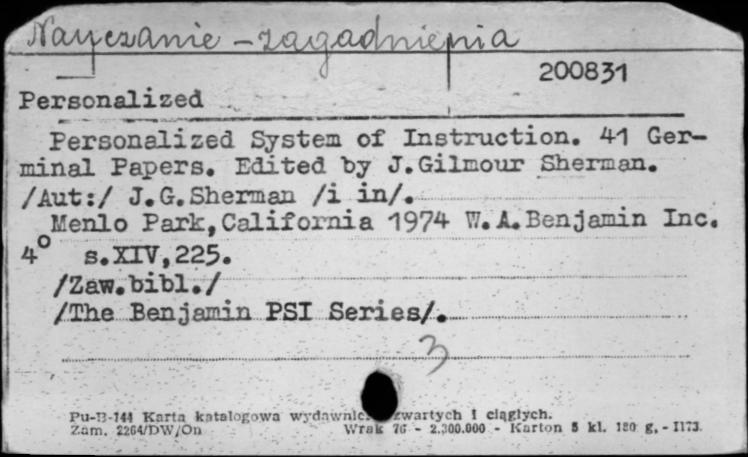 Nauczanie - zagadnienia
200831
Personalized
Personalized System of Instruction. 41 Ger-
minal Papers. Edited by J.Gilmour Sherman.
/Aut:/ J.G.Sherman /i in/.
Menlo Park,California 1974 W.A.Benjamin Inc.
4° s.XIV,225.
/Zaw.bibl./
/The Benjamin PSI Series/.
3
Pu-B-144 Karta katalogowa wydawnic zwartych i ciągłych.
Zam. 2264/DW/On Wrak 76 - 2.300.000 - Karton 5 kl. 180 g. - 1173.